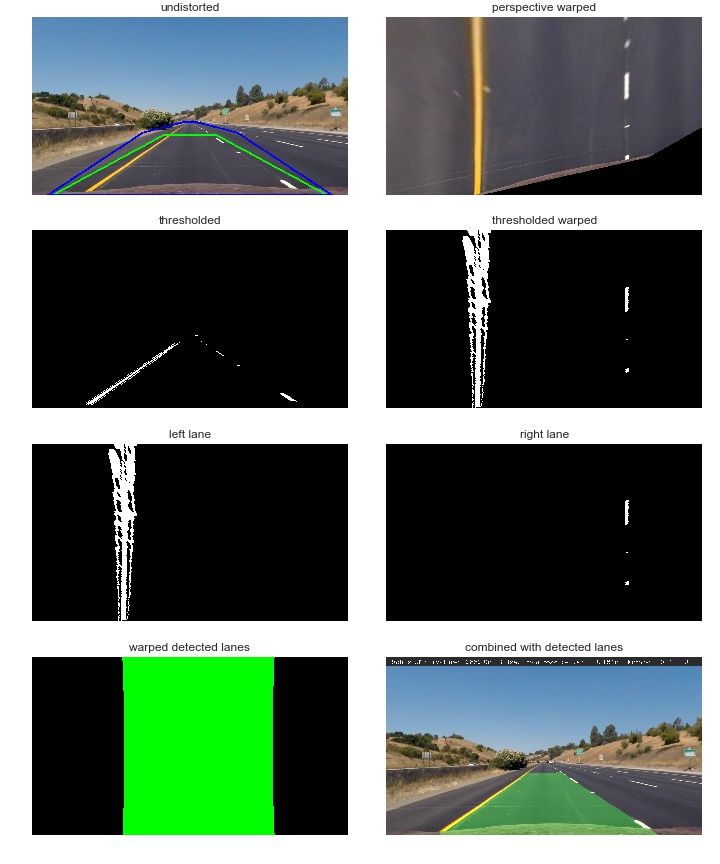 undistorted
perspective warped
thresholded
thresholded warped
left lane
right lane
warped detected lanes
combined with detected lanes